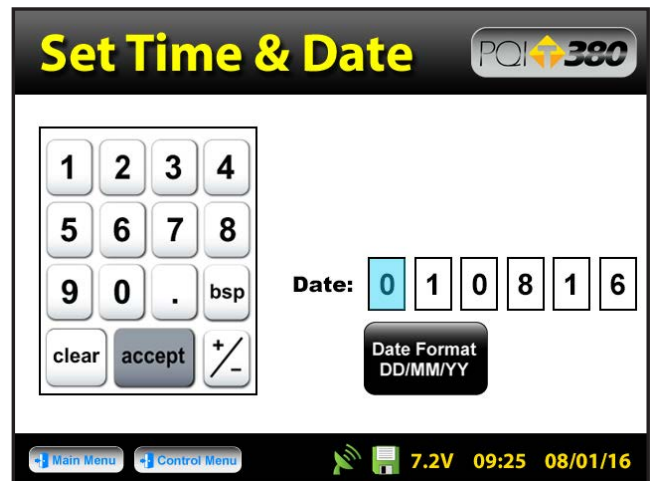 Set Time & Date
PQI 380
1 2 3 4
5 6 7 8
9 0 . bsp
clear accept +/-
Date: 0 1 0 8 1 6
Date Format
DD/MM/YY
Main Menu Control Menu 7.2V 09:25 08/01/16